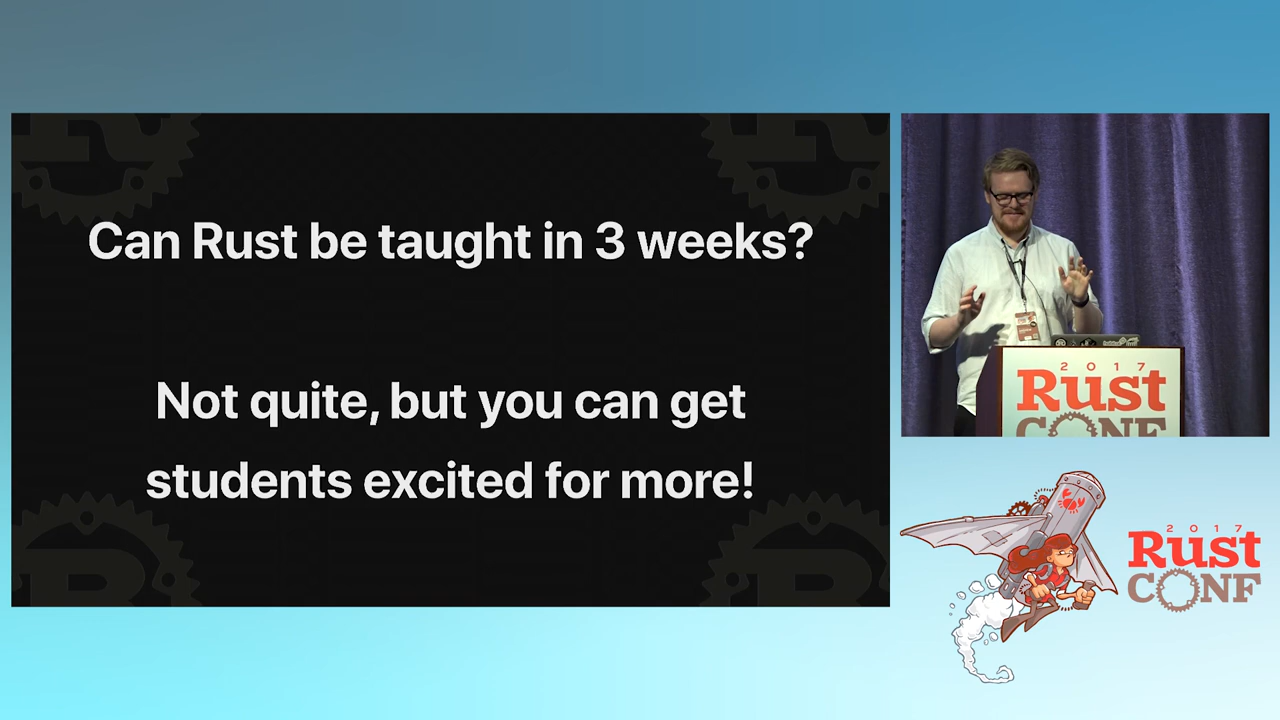 Can Rust be taught in 3 weeks?
Not quite, but you can get
students excited for more!
2017
Rust
CONF
2017
Rust
CONF